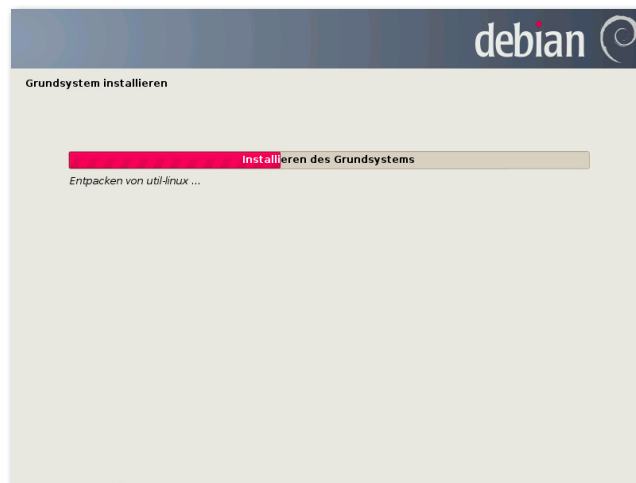 debian
Grundsystem installieren
Installieren des Grundsystems
Entpacken von util-linux ...